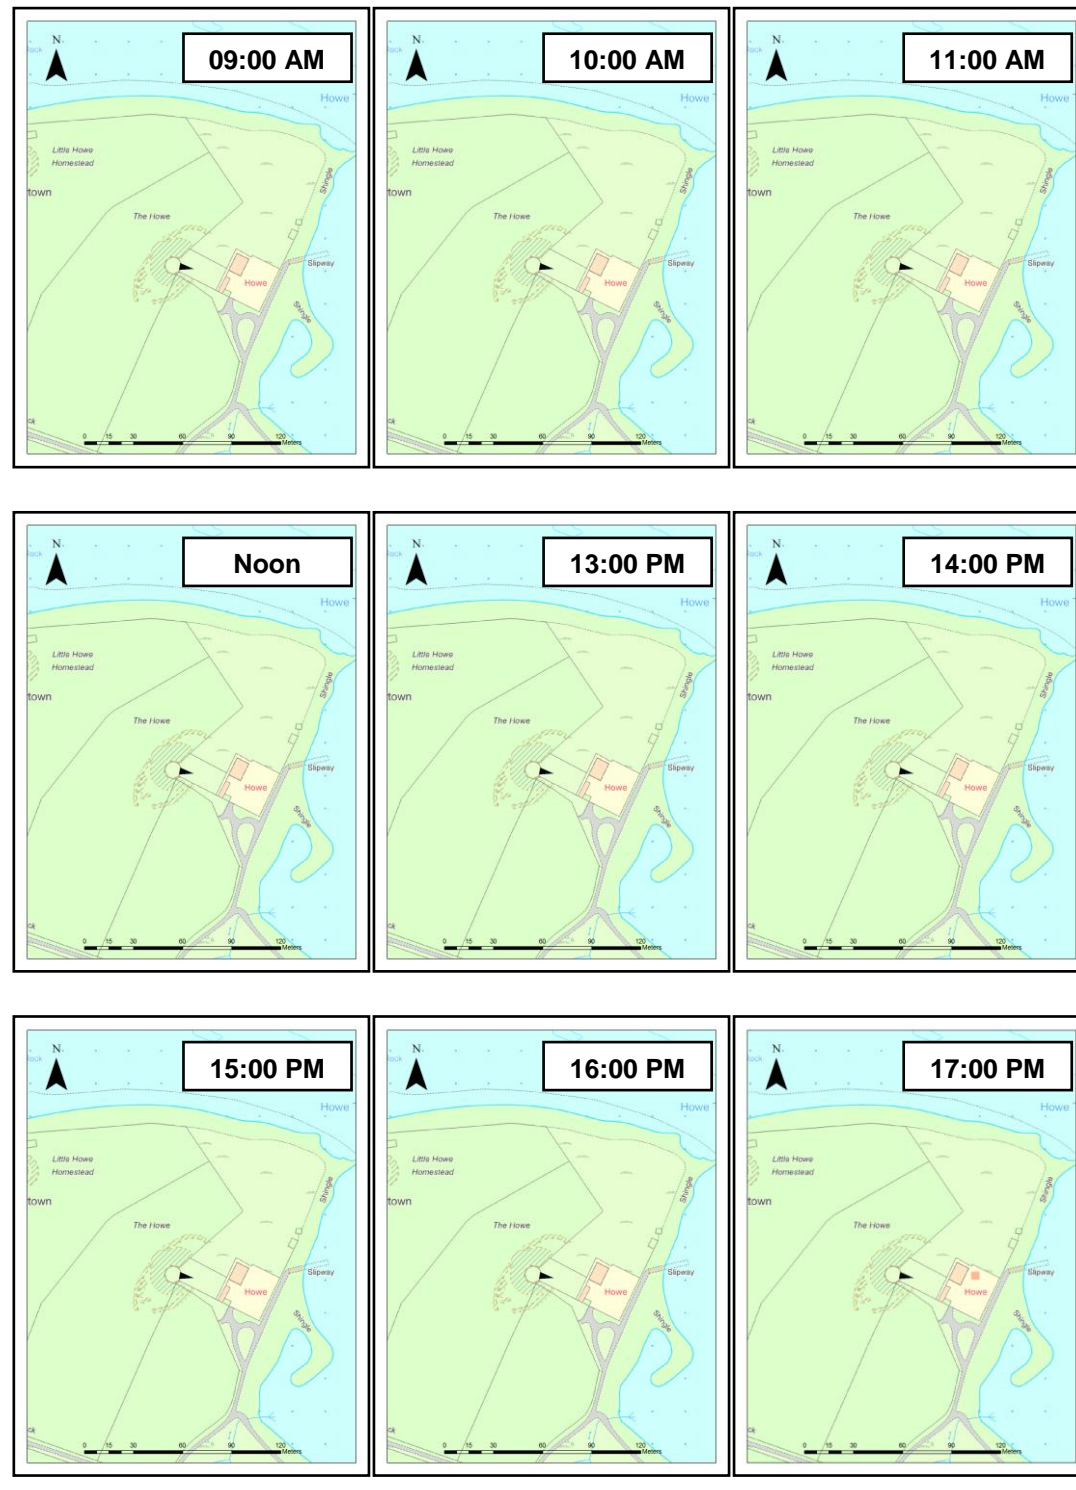 N
09:00 AM
Howe
Little Howe
Homestead
town
Shingle
The Howe
Slipway
Howe
Shingle
0 15 30 60 90 120
Meters
N
10:00 AM
Howe
Little Howe
Homestead
town
Shingle
The Howe
Slipway
Howe
Shingle
0 15 30 60 90 120
Meters
N
11:00 AM
Howe
Little Howe
Homestead
town
Shingle
The Howe
Slipway
Howe
Shingle
0 15 30 60 90 120
Meters
N
Noon
Howe
Little Howe
Homestead
town
Shingle
The Howe
Slipway
Howe
Shingle
0 15 30 60 90 120
Meters
N
13:00 PM
Howe
Little Howe
Homestead
town
Shingle
The Howe
Slipway
Howe
Shingle
0 15 30 60 90 120
Meters
N
14:00 PM
Howe
Little Howe
Homestead
town
Shingle
The Howe
Slipway
Howe
Shingle
0 15 30 60 90 120
Meters
N
15:00 PM
Howe
Little Howe
Homestead
town
Shingle
The Howe
Slipway
Howe
Shingle
0 15 30 60 90 120
Meters
N
16:00 PM
Howe
Little Howe
Homestead
town
Shingle
The Howe
Slipway
Howe
Shingle
0 15 30 60 90 120
Meters
N
17:00 PM
Howe
Little Howe
Homestead
town
Shingle
The Howe
Slipway
Howe
Shingle
0 15 30 60 90 120
Meters